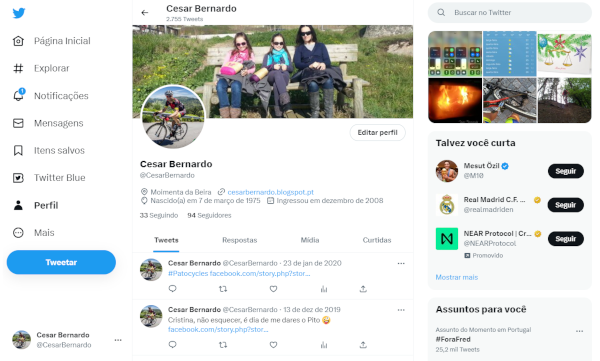 Página Inicial
Explorar
1
Notificações
Mensagens
Itens salvos
Twitter Blue
Perfil
Mais
Tweetar
Cesar Bernardo
@CesarBernardo
Cesar Bernardo
2.755 Tweets
Editar perfil
Cesar Bernardo
@CesarBernardo
Moimenta da Beira cesarbernardo.blogspot.pt
Nascido(a) em 7 de março de 1975 Ingressou em dezembro de 2008
33 Seguindo 94 Seguidores
Tweets Respostas Mídia Curtidas
Cesar Bernardo @CesarBernardo · 23 de jan de 2020
#Patocycles facebook.com/story.php?stor...
Cesar Bernardo @CesarBernardo · 13 de dez de 2019
Cristina, não esquecer, é dia de me dares o Pito 😜
facebook.com/story.php?stor...
Buscar no Twitter
Talvez você curta
Mesut Özil
@M10
Seguir
Real Madrid C.F. ...
@realmadriden
Seguir
NEAR Protocol | Cr...
@NEARProtocol
Promovido
Seguir
Mostrar mais
Assuntos para você
Assunto do Momento em Portugal
#ForaFred
25,2 mil Tweets